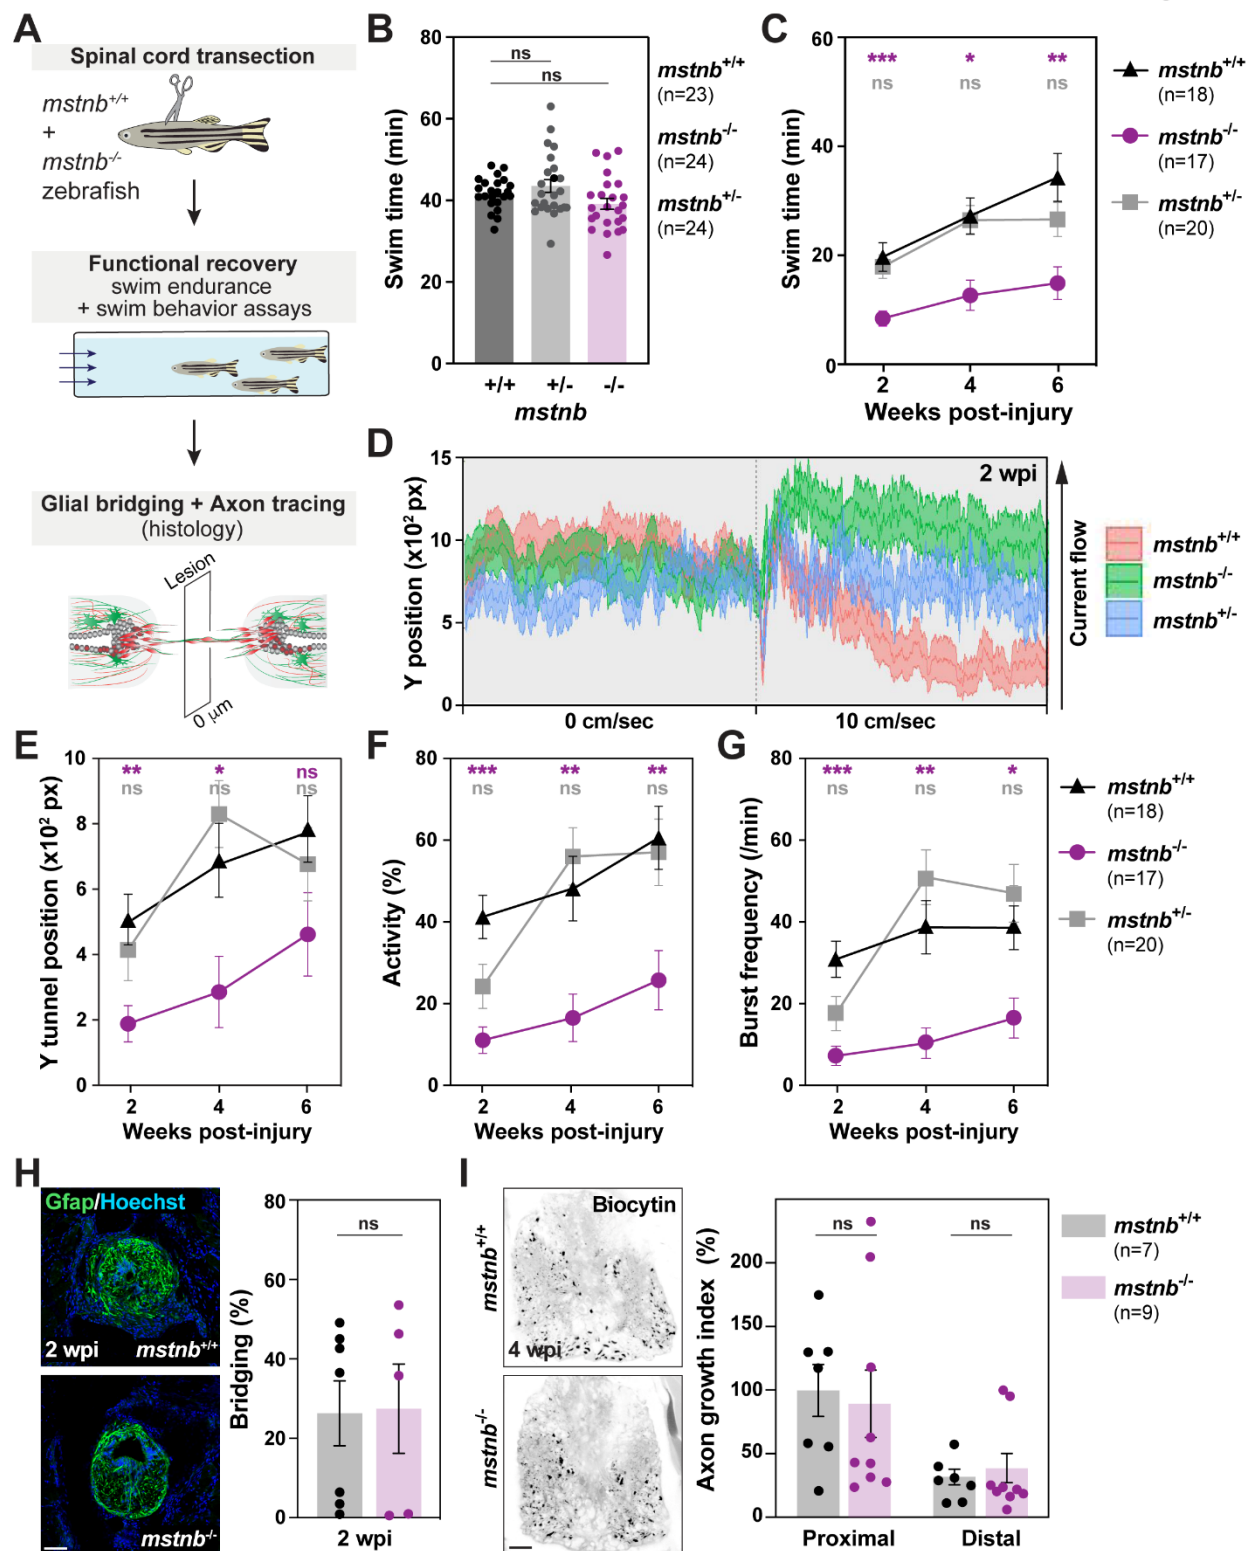 A
Spinal cord transection
mstnb+/+
+
mstnb-/-
zebrafish
Functional recovery
swim endurance
+ swim behavior assays
Glial bridging + Axon tracing
(histology)
Lesion
0 µm
B
Swim time (min)
80
60
40
20
0
ns
ns
+/+ +/- -/-
mstnb
mstnb+/+
(n=23)
mstnb-/-
(n=24)
mstnb+/-
(n=24)
C
Swim time (min)
60
40
20
0
*** * **
ns ns ns
2 4 6
Weeks post-injury
mstnb+/+
(n=18)
mstnb-/-
(n=17)
mstnb+/-
(n=20)
D
Y position (x10² px)
15
10
5
0
2 wpi
0 cm/sec 10 cm/sec
Current flow
mstnb+/+
mstnb-/-
mstnb+/-
E
Y tunnel position (x10² px)
10
8
6
4
2
0
** * ns
ns ns ns
2 4 6
Weeks post-injury
F
Activity (%)
80
60
40
20
0
*** ** **
ns ns ns
2 4 6
Weeks post-injury
G
Burst frequency (/min)
80
60
40
20
0
*** ** *
ns ns ns
2 4 6
Weeks post-injury
mstnb+/+
(n=18)
mstnb-/-
(n=17)
mstnb+/-
(n=20)
H
Gfap/Hoechst
2 wpi mstnb+/+
mstnb-/-
Bridging (%)
80
60
40
20
0
ns
2 wpi
I
Biocytin
mstnb+/+
4 wpi
mstnb-/-
Axon growth index (%)
200
150
100
50
0
ns ns
Proximal Distal
mstnb+/+
(n=7)
mstnb-/-
(n=9)